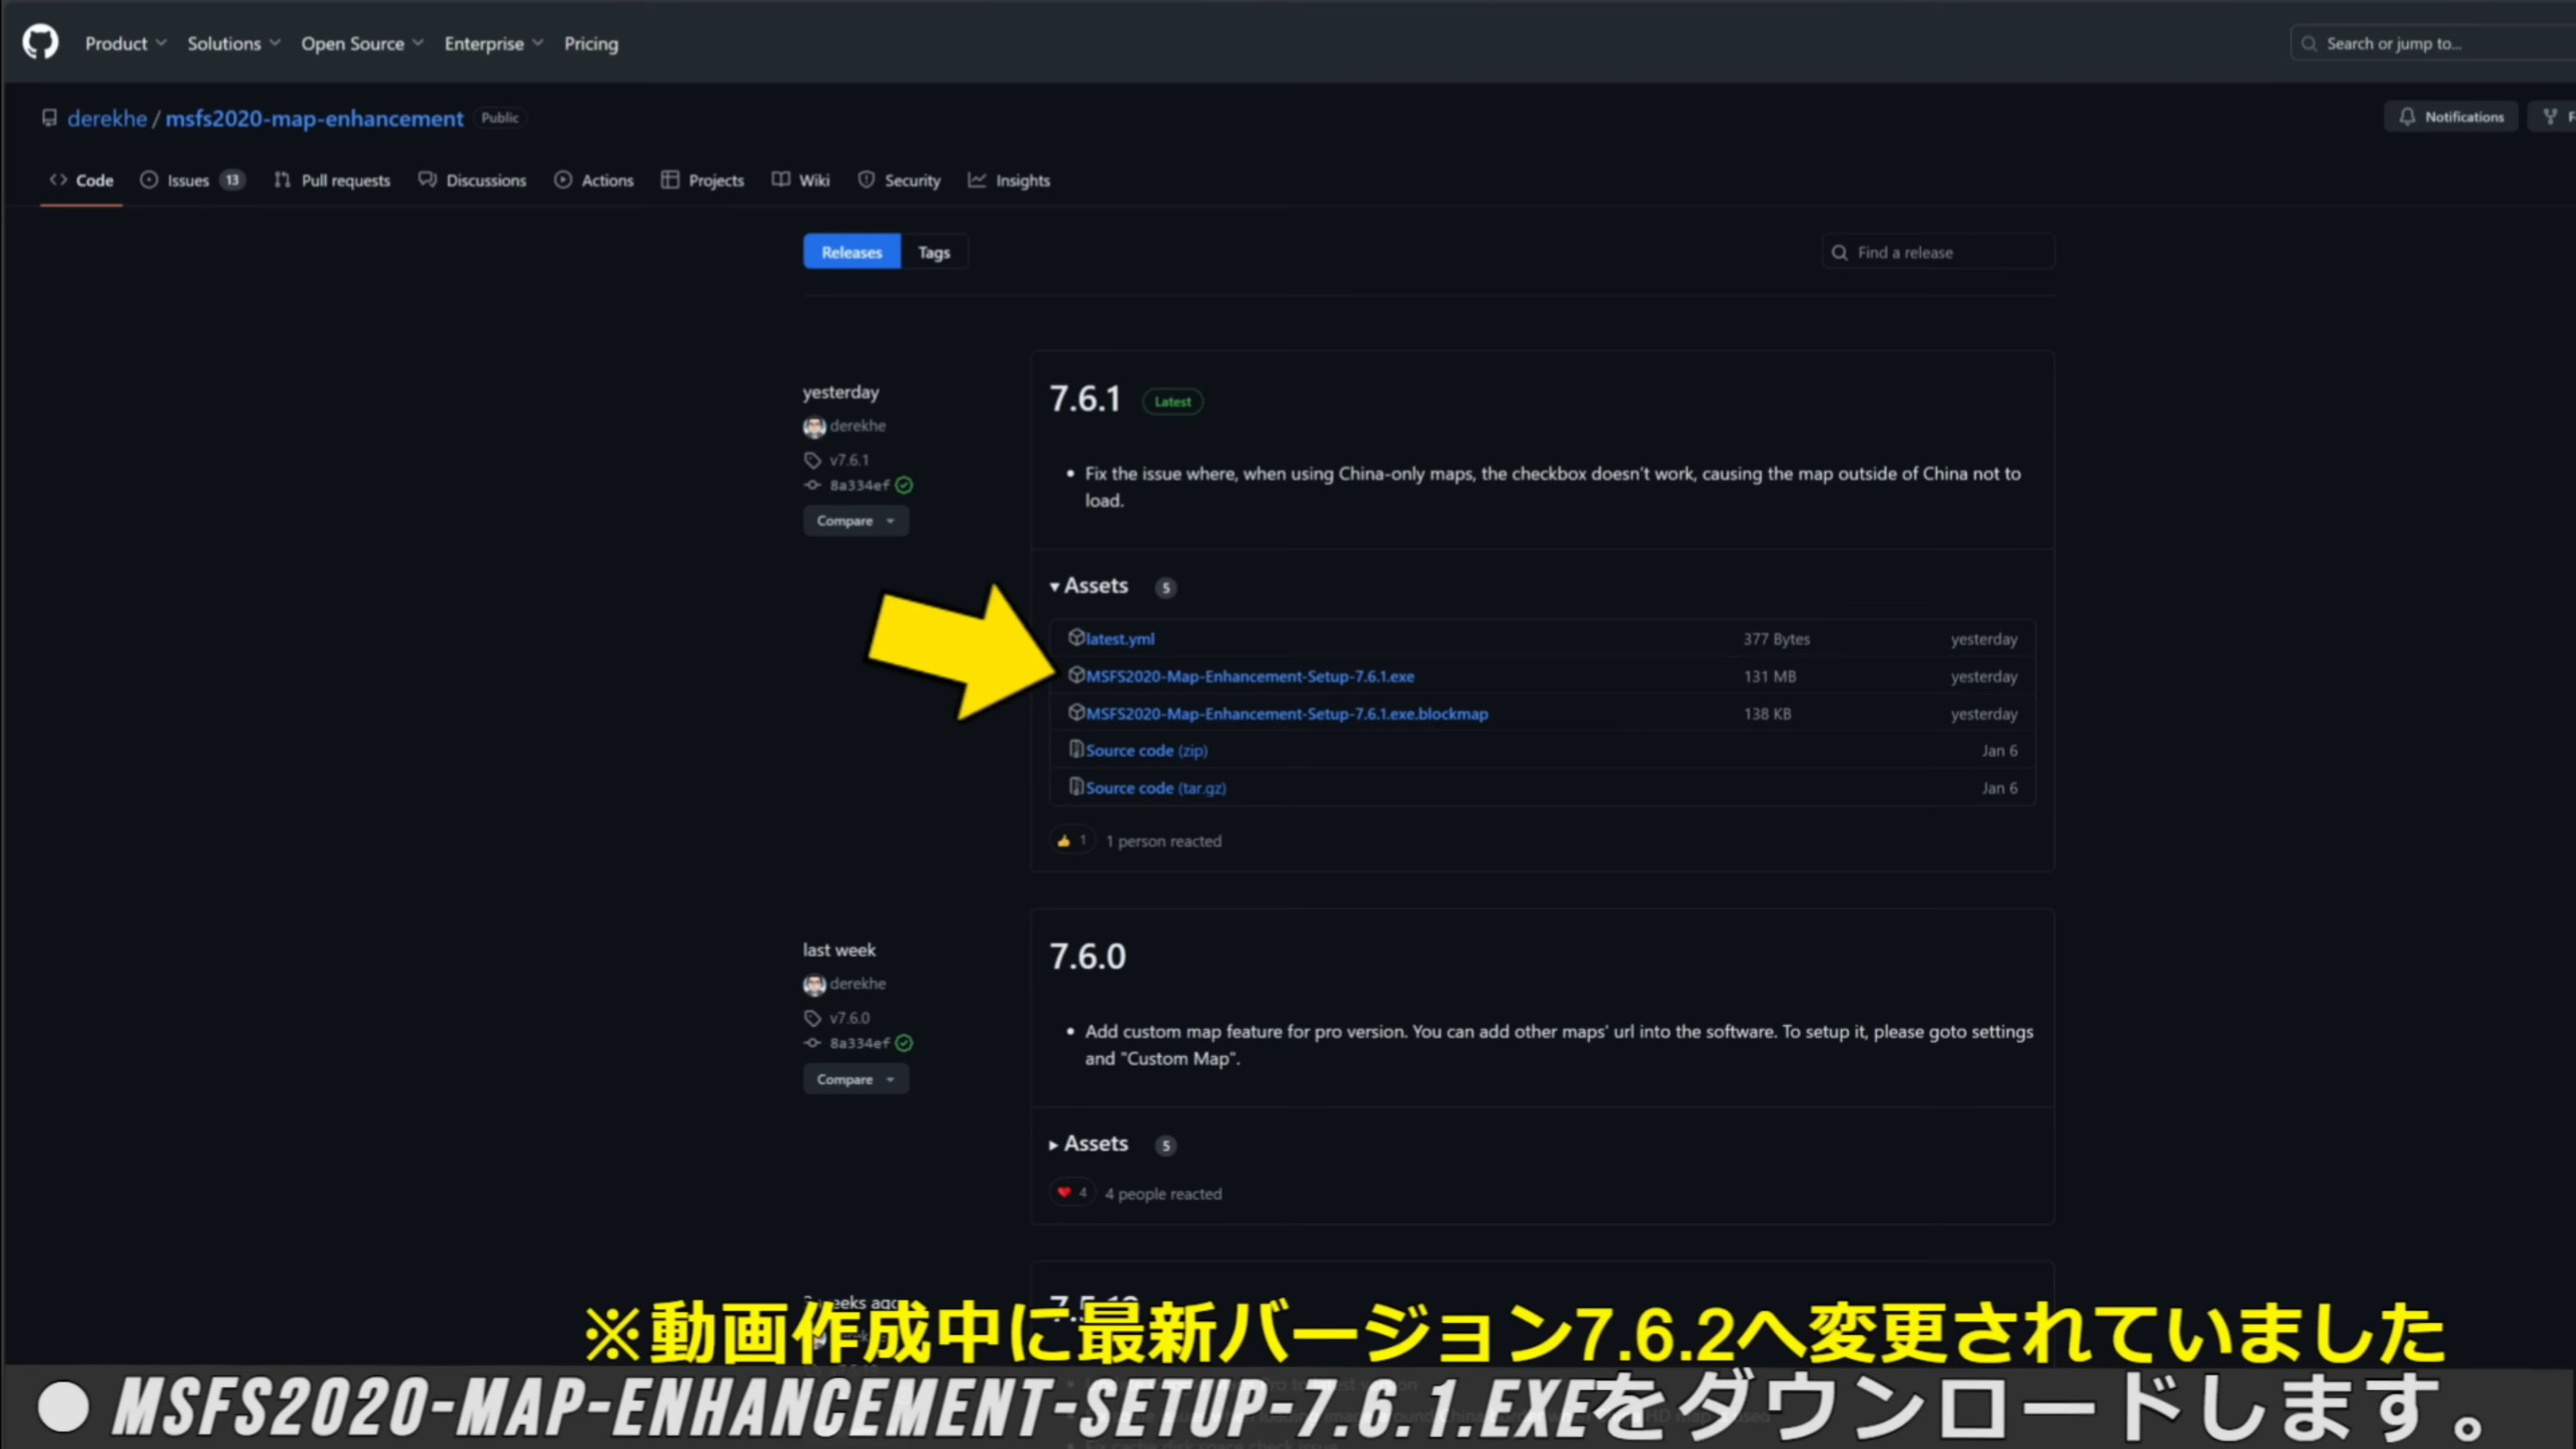 Product Solutions Open Source Enterprise Pricing
Search or jump to...
derekhe / msfs2020-map-enhancement Public
Notifications
Code Issues 13 Pull requests Discussions Actions Projects Wiki Security Insights
Releases Tags
Find a release
yesterday
derekhe
v7.6.1
8a334ef
Compare
7.6.1 Latest
Fix the issue where, when using China-only maps, the checkbox doesn't work, causing the map outside of China not to
load.
Assets 5
latest.yml 377 Bytes yesterday
MSFS2020-Map-Enhancement-Setup-7.6.1.exe 131 MB yesterday
MSFS2020-Map-Enhancement-Setup-7.6.1.exe.blockmap 138 KB yesterday
Source code (zip) Jan 6
Source code (tar.gz) Jan 6
1 1 person reacted
last week
derekhe
v7.6.0
8a334ef
Compare
7.6.0
Add custom map feature for pro version. You can add other maps' url into the software. To setup it, please goto settings
and "Custom Map".
Assets 5
4 4 people reacted
※動画作成中に最新バージョン7.6.2へ変更されていました
● MSFS2020-MAP-ENHANCEMENT-SETUP-7.6.1.EXEをダウンロードします。